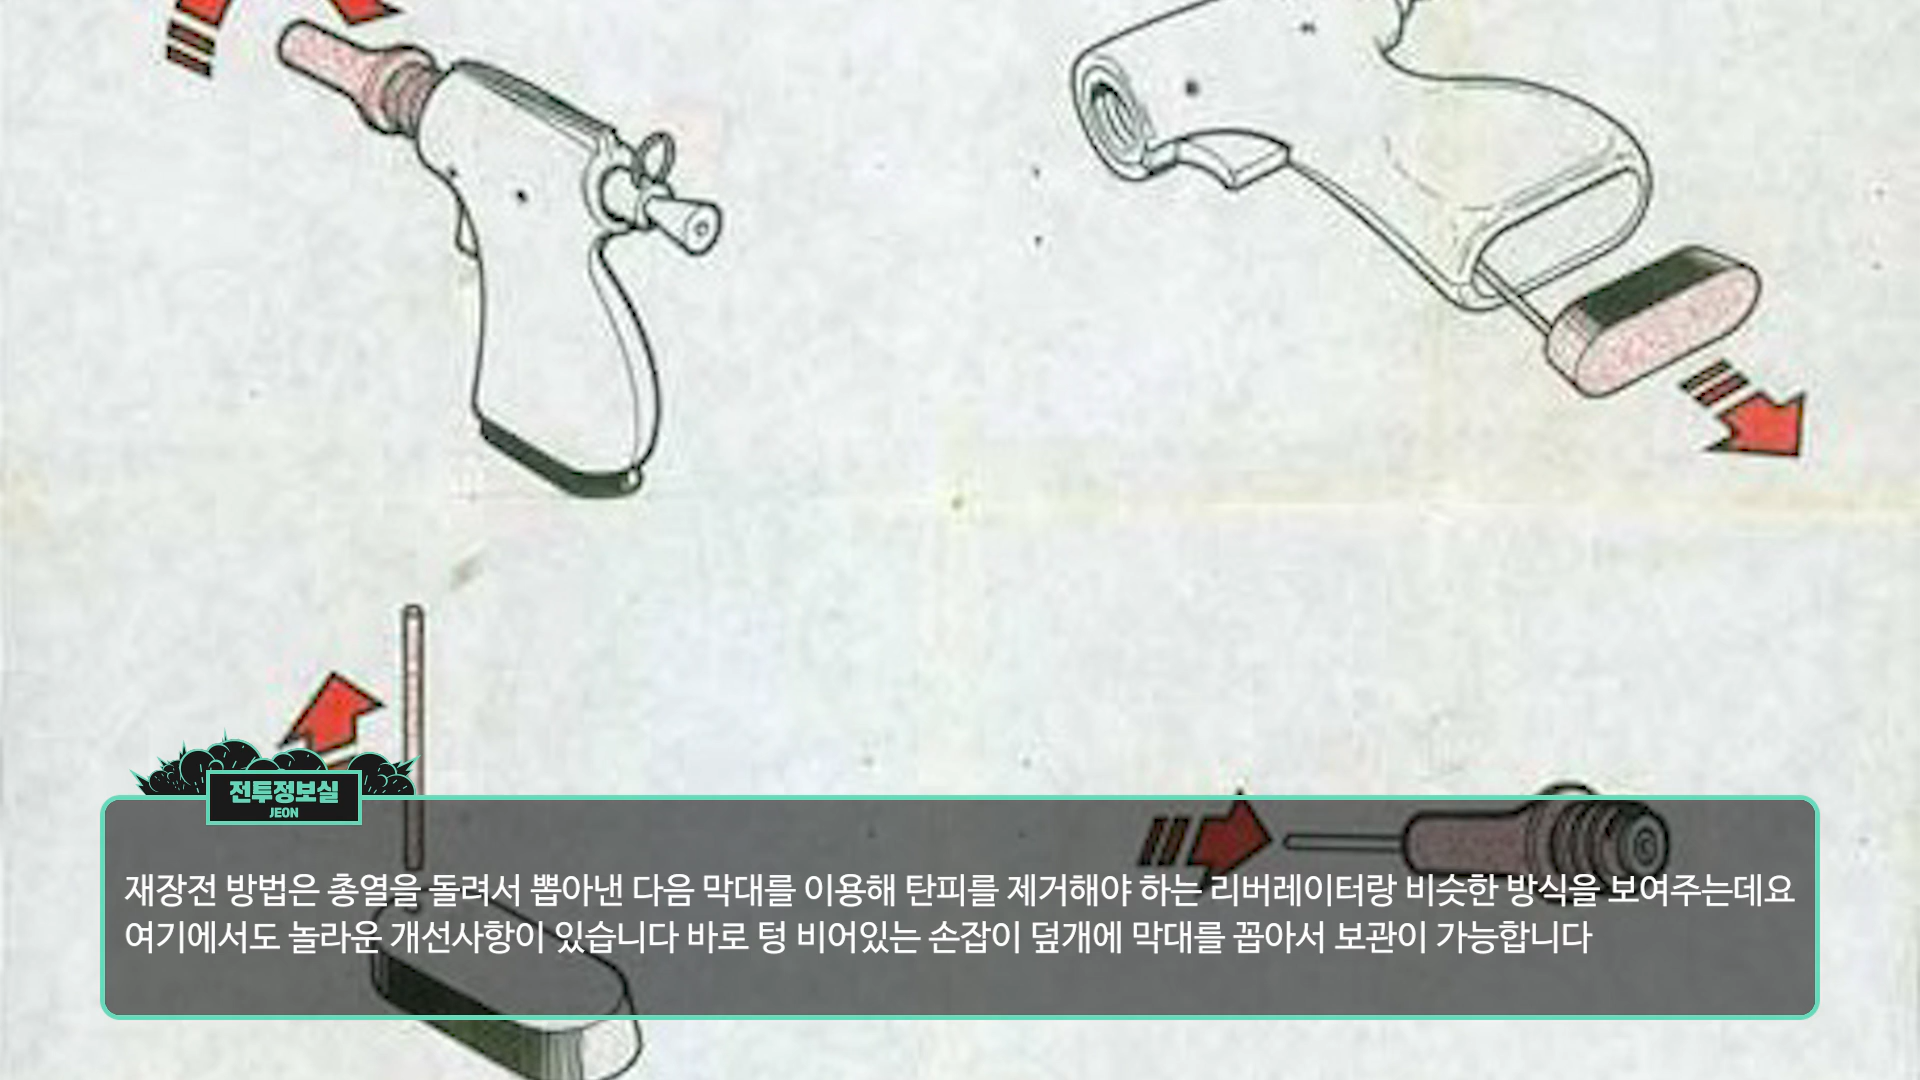 전투정보실
JEON
재장전 방법은 총열을 돌려서 뽑아낸 다음 막대를 이용해 탄피를 제거해야 하는 리버레이터랑 비슷한 방식을 보여주는데요
여기에서도 놀라운 개선사항이 있습니다 바로 텅 비어있는 손잡이 덮개에 막대를 꼽아서 보관이 가능합니다